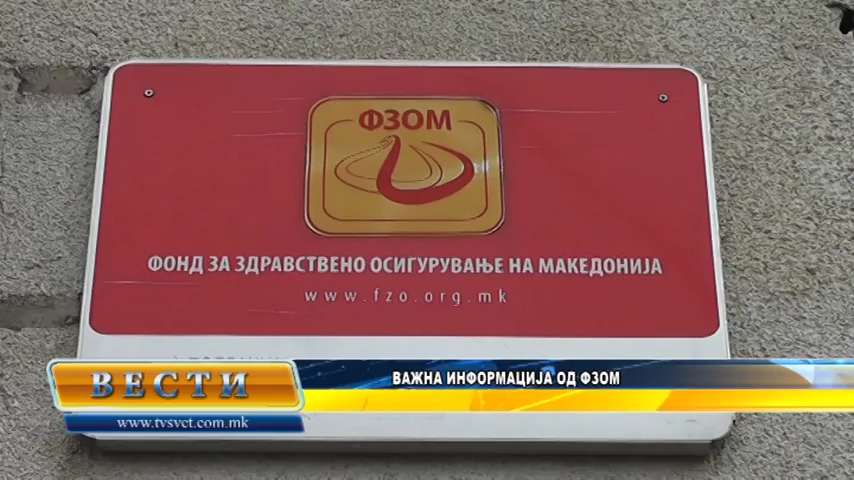 ФЗОМ
ФОНД ЗА ЗДРАВСТВЕНО ОСИГУРУВАЊЕ НА МАКЕДОНИЈА
www.fzo.org.mk
ВЕСТИ
ВАЖНА ИНФОРМАЦИЈА ОД ФЗОМ
www.tvsvct.com.mk